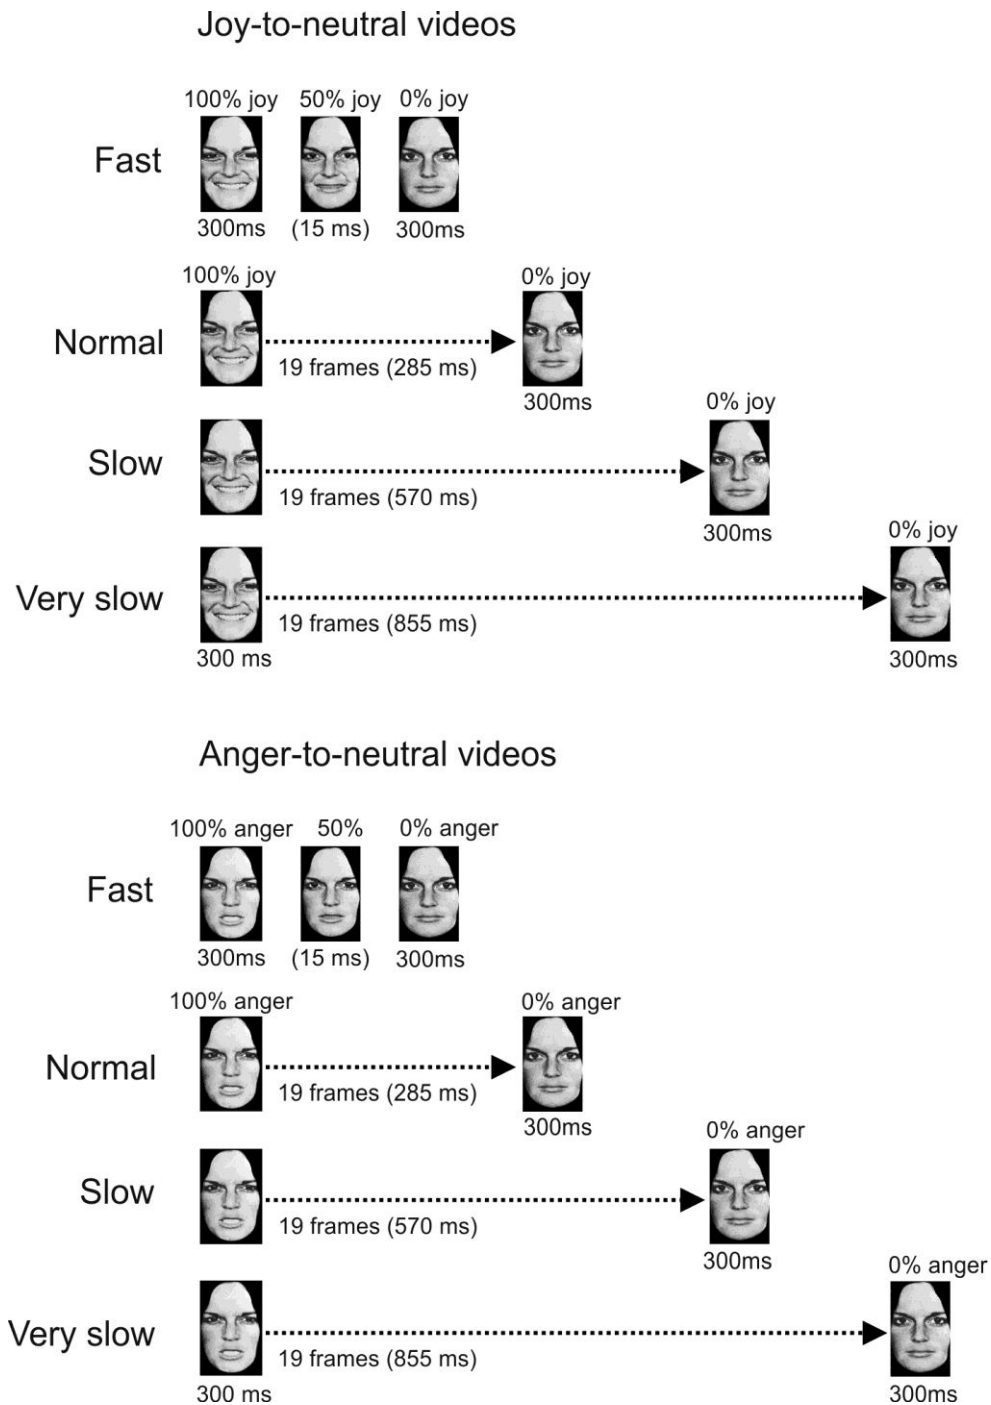 Joy-to-neutral videos
100% joy 50% joy 0% joy
Fast
300ms (15 ms) 300ms
100% joy 0% joy
Normal
19 frames (285 ms)
300ms
0% joy
Slow
19 frames (570 ms)
300ms
0% joy
Very slow
19 frames (855 ms)
300 ms 300ms
Anger-to-neutral videos
100% anger 50% 0% anger
Fast
300ms (15 ms) 300ms
100% anger 0% anger
Normal
19 frames (285 ms)
300ms
0% anger
Slow
19 frames (570 ms)
300ms
0% anger
Very slow
19 frames (855 ms)
300 ms 300ms